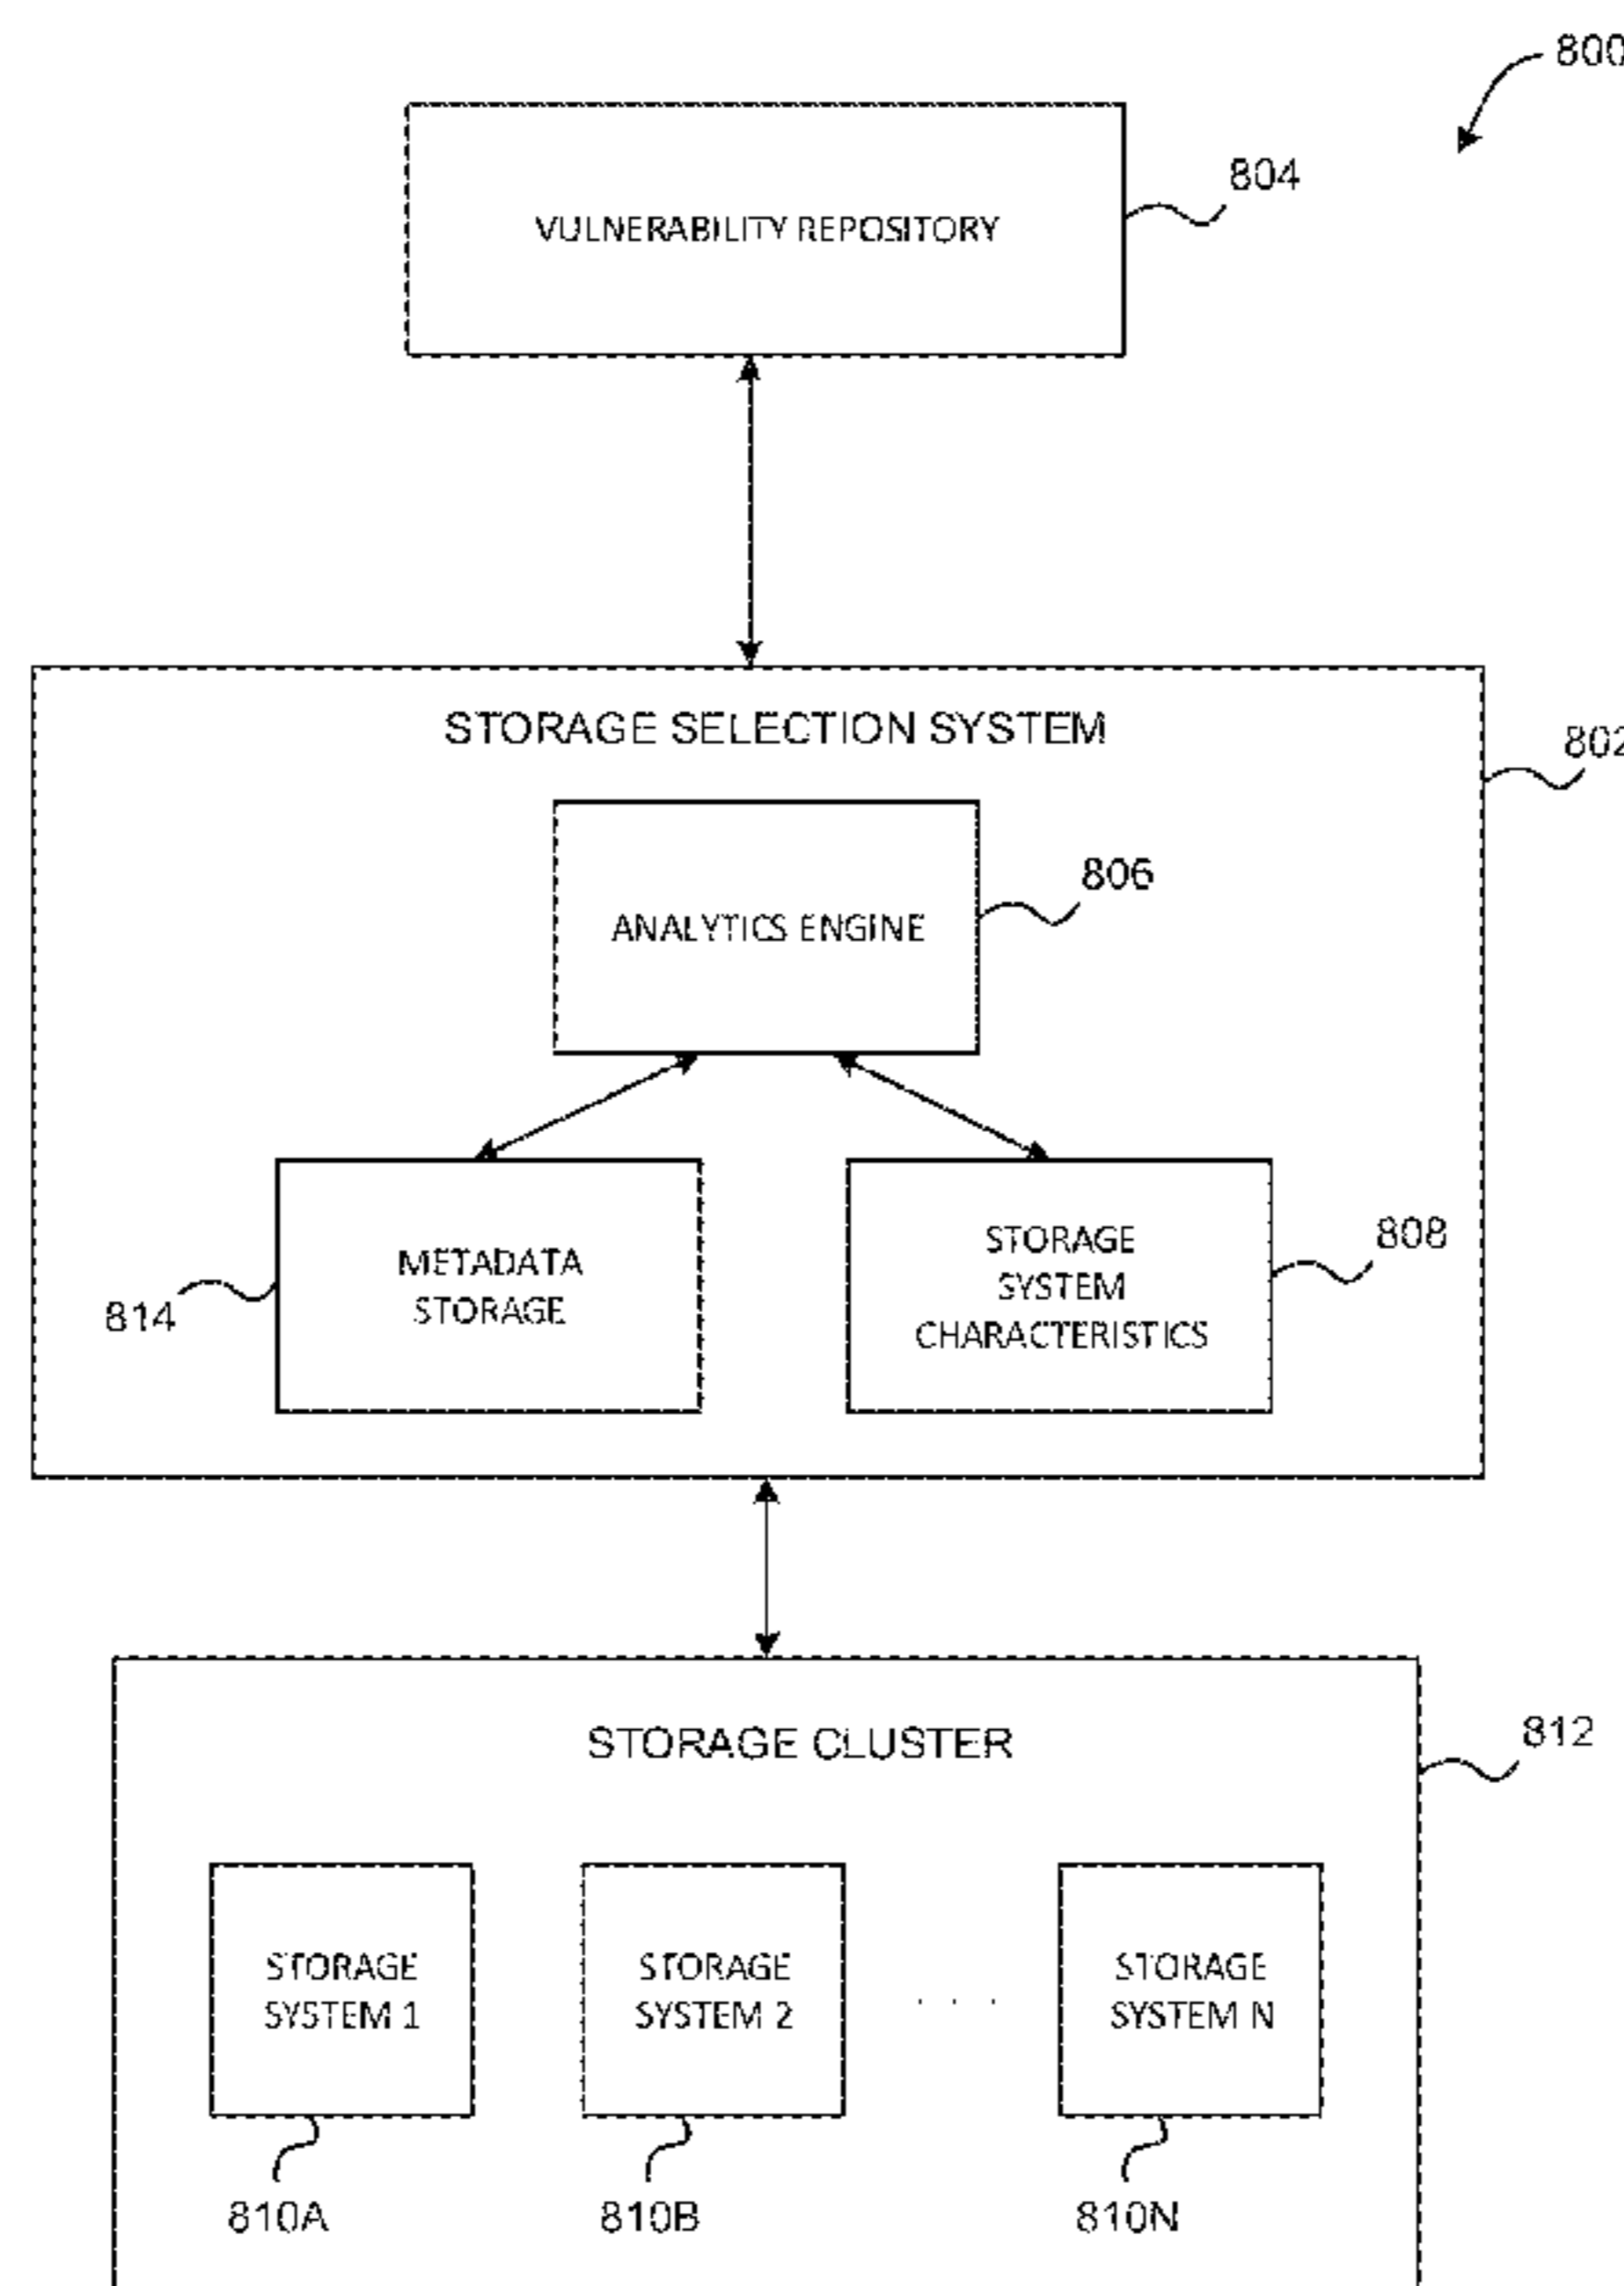 800
804
VULNERABILITY REPOSITORY
STORAGE SELECTION SYSTEM
802
806
ANALYTICS ENGINE
METADATA
STORAGE
814
STORAGE
SYSTEM
CHARACTERISTICS
808
STORAGE CLUSTER
812
STORAGE
SYSTEM 1
STORAGE
SYSTEM 2
. . .
STORAGE
SYSTEM N
810A
810B
810N